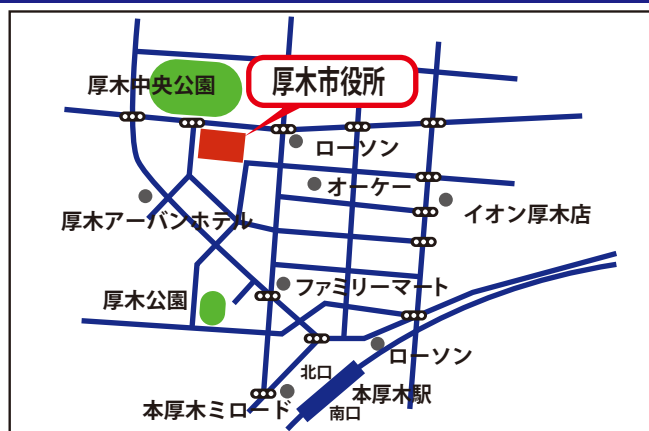 厚木中央公園
厚木市役所
ローソン
オーケー
厚木アーバンホテル
イオン厚木店
厚木公園
ファミリーマート
ローソン
北口
本厚木駅
本厚木ミロード
南口